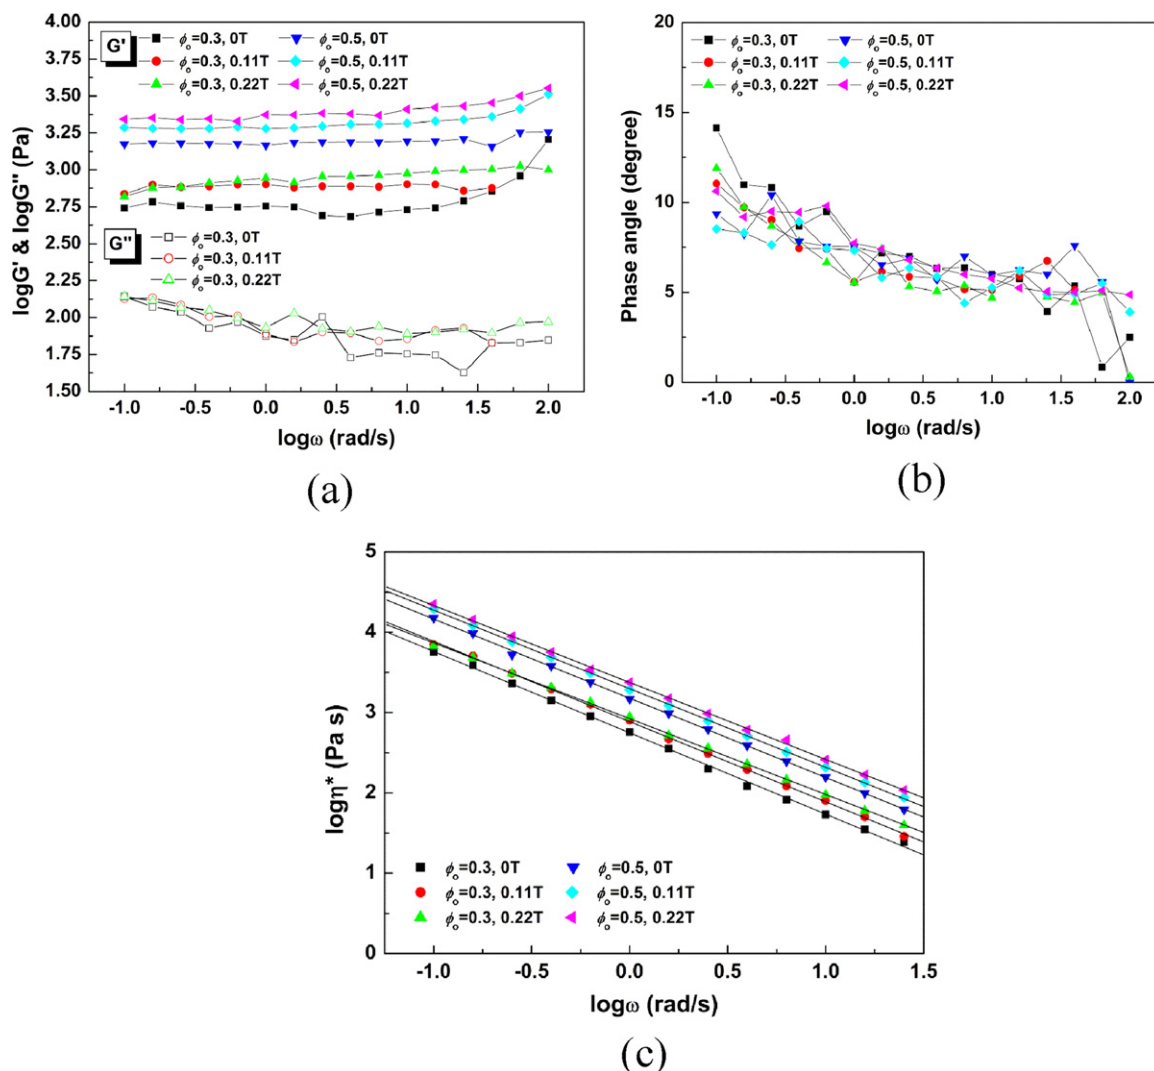 4.00
3.75
3.50
3.25
3.00
2.75
2.50
2.25
2.00
1.75
1.50
logG' & logG'' (Pa)
G'
ϕₒ=0.3, 0T
ϕₒ=0.5, 0T
ϕₒ=0.3, 0.11T
ϕₒ=0.5, 0.11T
ϕₒ=0.3, 0.22T
ϕₒ=0.5, 0.22T
G''
ϕₒ=0.3, 0T
ϕₒ=0.3, 0.11T
ϕₒ=0.3, 0.22T
-1.0 -0.5 0.0 0.5 1.0 1.5 2.0
logω (rad/s)
(a)
20
15
10
5
0
Phase angle (degree)
ϕₒ=0.3, 0T
ϕₒ=0.5, 0T
ϕₒ=0.3, 0.11T
ϕₒ=0.5, 0.11T
ϕₒ=0.3, 0.22T
ϕₒ=0.5, 0.22T
-1.0 -0.5 0.0 0.5 1.0 1.5 2.0
logω (rad/s)
(b)
5
4
3
2
1
0
logη* (Pa s)
ϕₒ=0.3, 0T
ϕₒ=0.5, 0T
ϕₒ=0.3, 0.11T
ϕₒ=0.5, 0.11T
ϕₒ=0.3, 0.22T
ϕₒ=0.5, 0.22T
-1.0 -0.5 0.0 0.5 1.0 1.5
logω (rad/s)
(c)